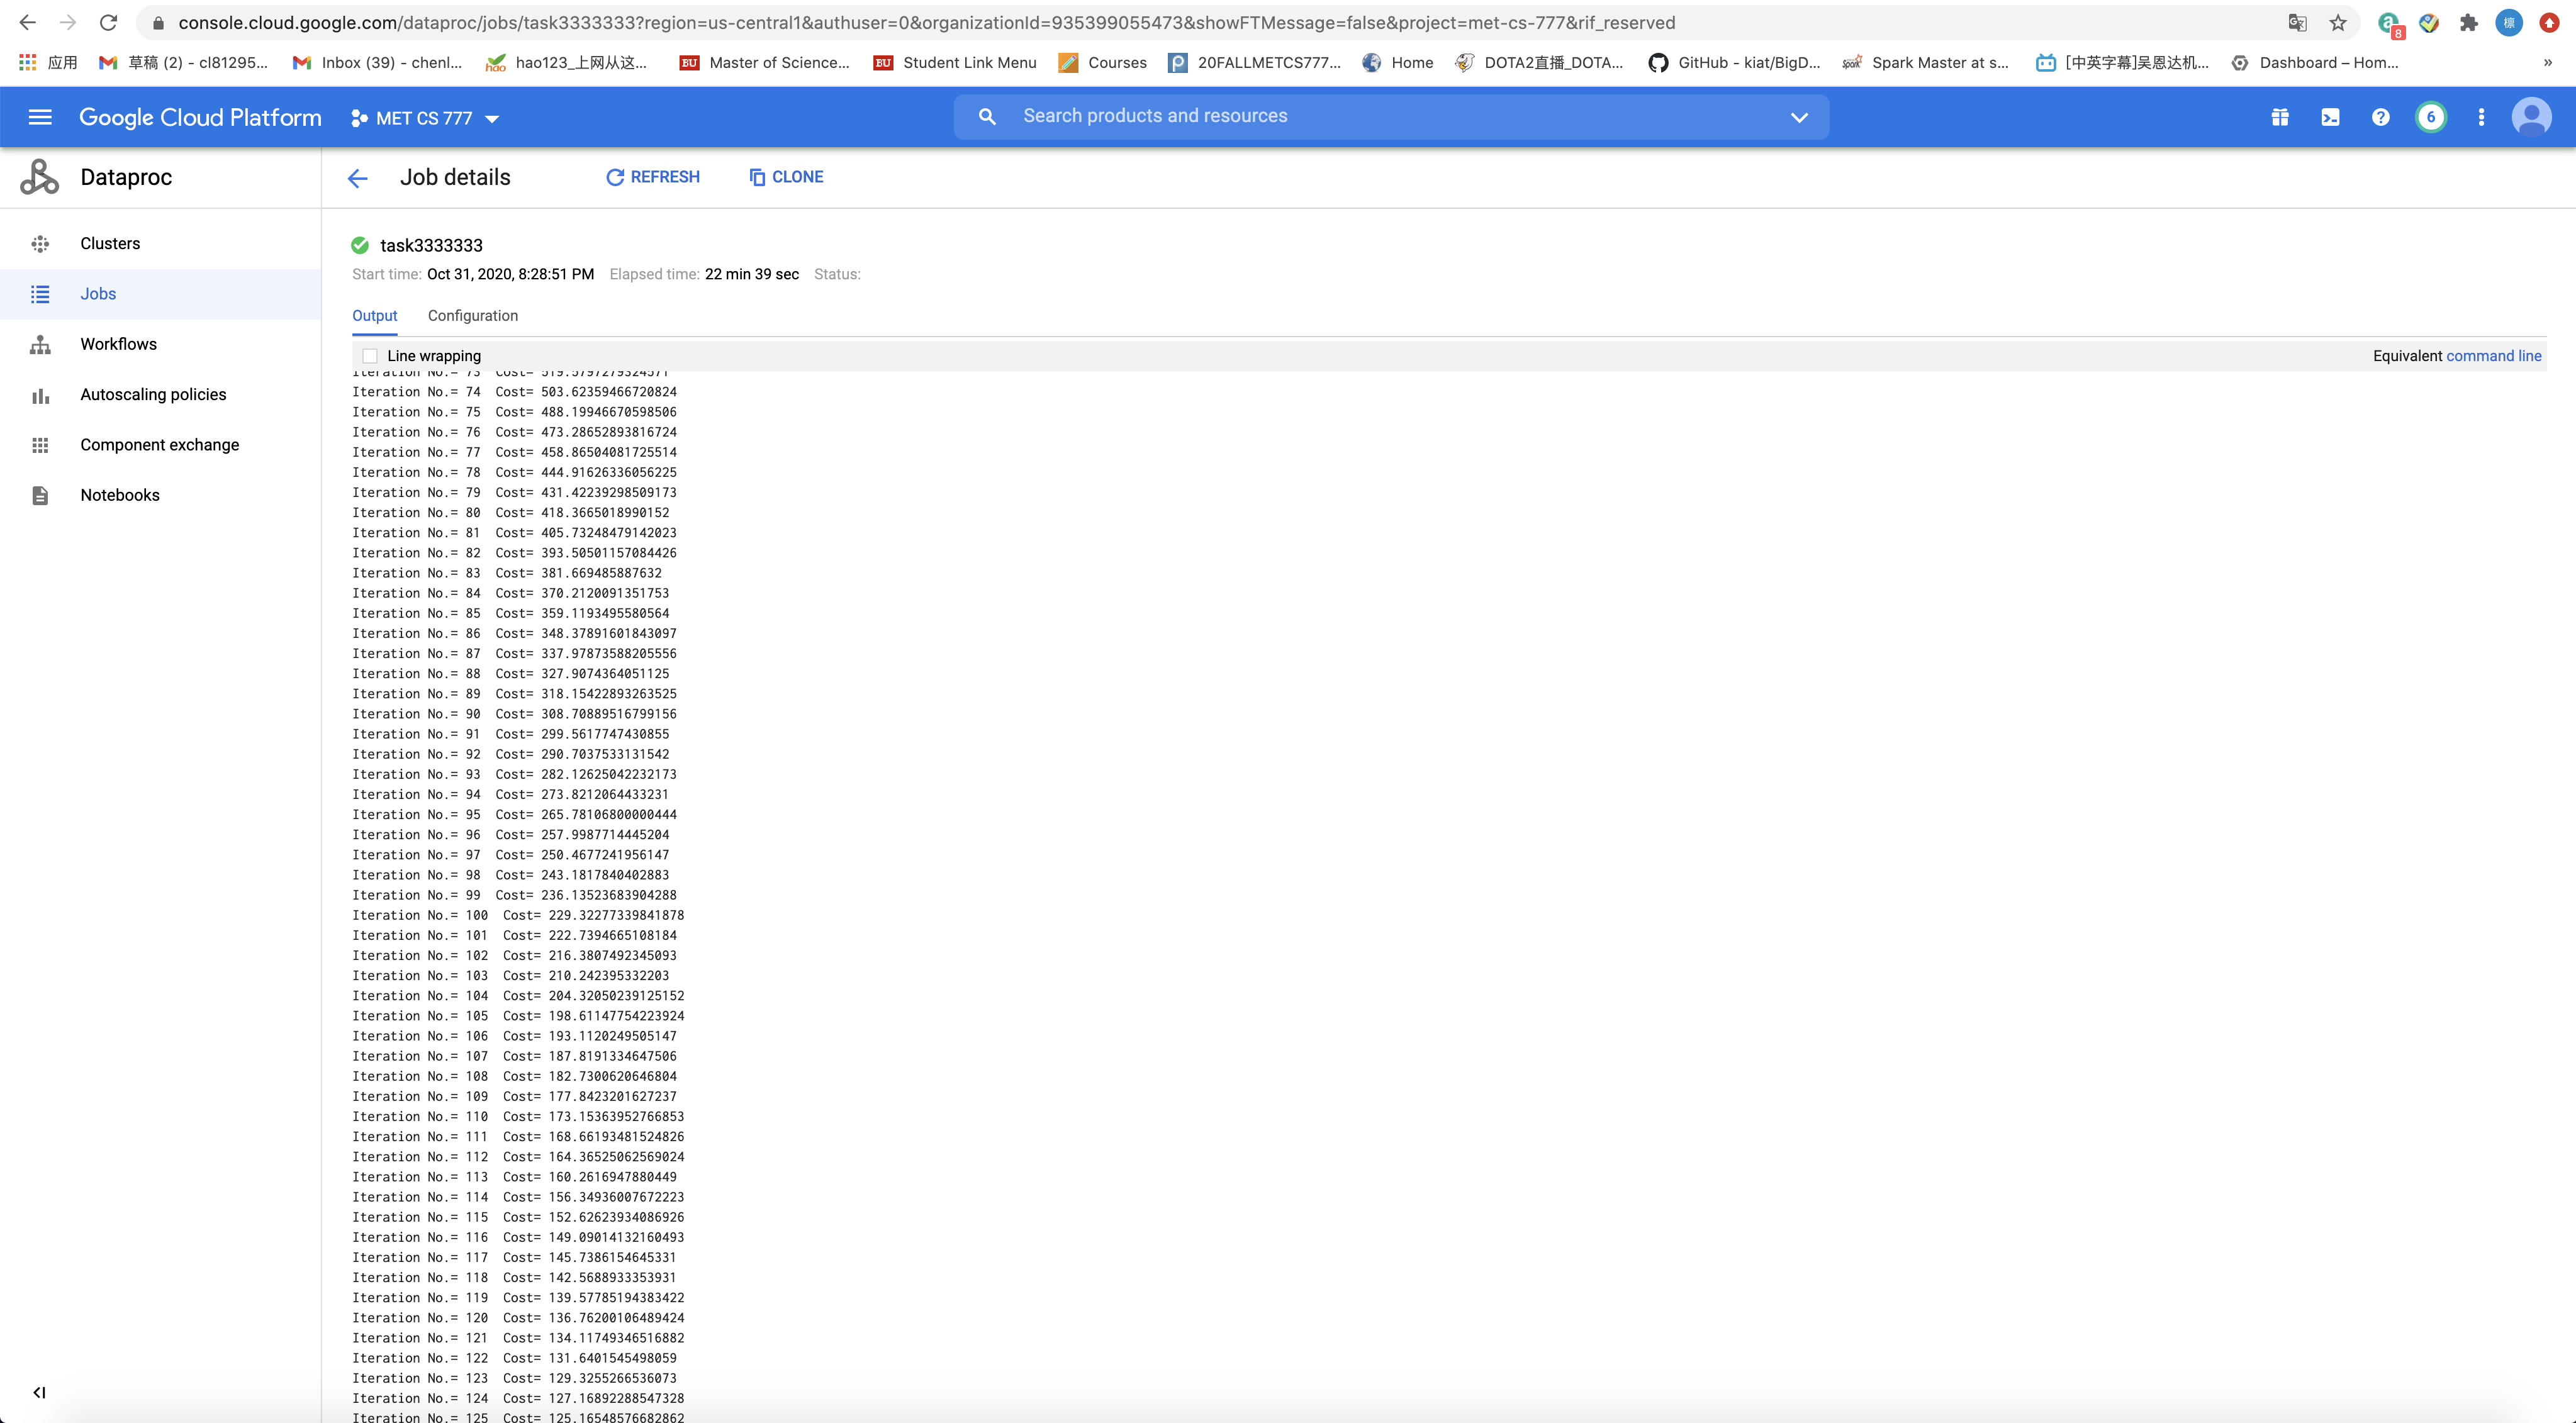 console.cloud.google.com/dataproc/jobs/task3333333?region=us-central1&authuser=0&organizationId=935399055473&showFTMessage=false&project=met-cs-777&rif_reserved
8
檩
应用
草稿 (2) - cl81295...
Inbox (39) - chenl...
hao123_上网从这...
BU Master of Science...
BU Student Link Menu
Courses
20FALLMETCS777...
Home
DOTA2直播_DOTA...
GitHub - kiat/BigD...
Spark Master at s...
[中英字幕]吴恩达机...
Dashboard – Hom...
»
Google Cloud Platform
MET CS 777
Search products and resources
6
Dataproc
Job details
REFRESH
CLONE
Clusters
Jobs
Workflows
Autoscaling policies
Component exchange
Notebooks
task3333333
Start time: Oct 31, 2020, 8:28:51 PM Elapsed time: 22 min 39 sec Status:
Output Configuration
Line wrapping
Equivalent command line
Iteration No.= 73 Cost= 519.5797279324571
Iteration No.= 74 Cost= 503.62359466720824
Iteration No.= 75 Cost= 488.19946670598506
Iteration No.= 76 Cost= 473.28652893816724
Iteration No.= 77 Cost= 458.86504081725514
Iteration No.= 78 Cost= 444.91626336056225
Iteration No.= 79 Cost= 431.42239298509173
Iteration No.= 80 Cost= 418.3665018990152
Iteration No.= 81 Cost= 405.73248479142023
Iteration No.= 82 Cost= 393.50501157084426
Iteration No.= 83 Cost= 381.669485887632
Iteration No.= 84 Cost= 370.2120091351753
Iteration No.= 85 Cost= 359.1193495580564
Iteration No.= 86 Cost= 348.37891601843097
Iteration No.= 87 Cost= 337.97873588205556
Iteration No.= 88 Cost= 327.9074364051125
Iteration No.= 89 Cost= 318.15422893263525
Iteration No.= 90 Cost= 308.70889516799156
Iteration No.= 91 Cost= 299.5617747430855
Iteration No.= 92 Cost= 290.7037533131542
Iteration No.= 93 Cost= 282.12625042232173
Iteration No.= 94 Cost= 273.8212064433231
Iteration No.= 95 Cost= 265.78106800000444
Iteration No.= 96 Cost= 257.9987714445204
Iteration No.= 97 Cost= 250.4677241956147
Iteration No.= 98 Cost= 243.1817840402883
Iteration No.= 99 Cost= 236.13523683904288
Iteration No.= 100 Cost= 229.32277339841878
Iteration No.= 101 Cost= 222.7394665108184
Iteration No.= 102 Cost= 216.3807492345093
Iteration No.= 103 Cost= 210.242395332203
Iteration No.= 104 Cost= 204.32050239125152
Iteration No.= 105 Cost= 198.61147754223924
Iteration No.= 106 Cost= 193.1120249505147
Iteration No.= 107 Cost= 187.8191334647506
Iteration No.= 108 Cost= 182.7300620646804
Iteration No.= 109 Cost= 177.8423201627237
Iteration No.= 110 Cost= 173.15363952766853
Iteration No.= 111 Cost= 168.66193481524826
Iteration No.= 112 Cost= 164.36525062569024
Iteration No.= 113 Cost= 160.2616947880449
Iteration No.= 114 Cost= 156.34936007672223
Iteration No.= 115 Cost= 152.62623934086926
Iteration No.= 116 Cost= 149.09014132160493
Iteration No.= 117 Cost= 145.7386154645331
Iteration No.= 118 Cost= 142.5688933353931
Iteration No.= 119 Cost= 139.57785194383422
Iteration No.= 120 Cost= 136.76200106489424
Iteration No.= 121 Cost= 134.11749346516882
Iteration No.= 122 Cost= 131.6401545498059
Iteration No.= 123 Cost= 129.3255266536073
Iteration No.= 124 Cost= 127.16892288547328
Iteration No.= 125 Cost= 125.16548576682862